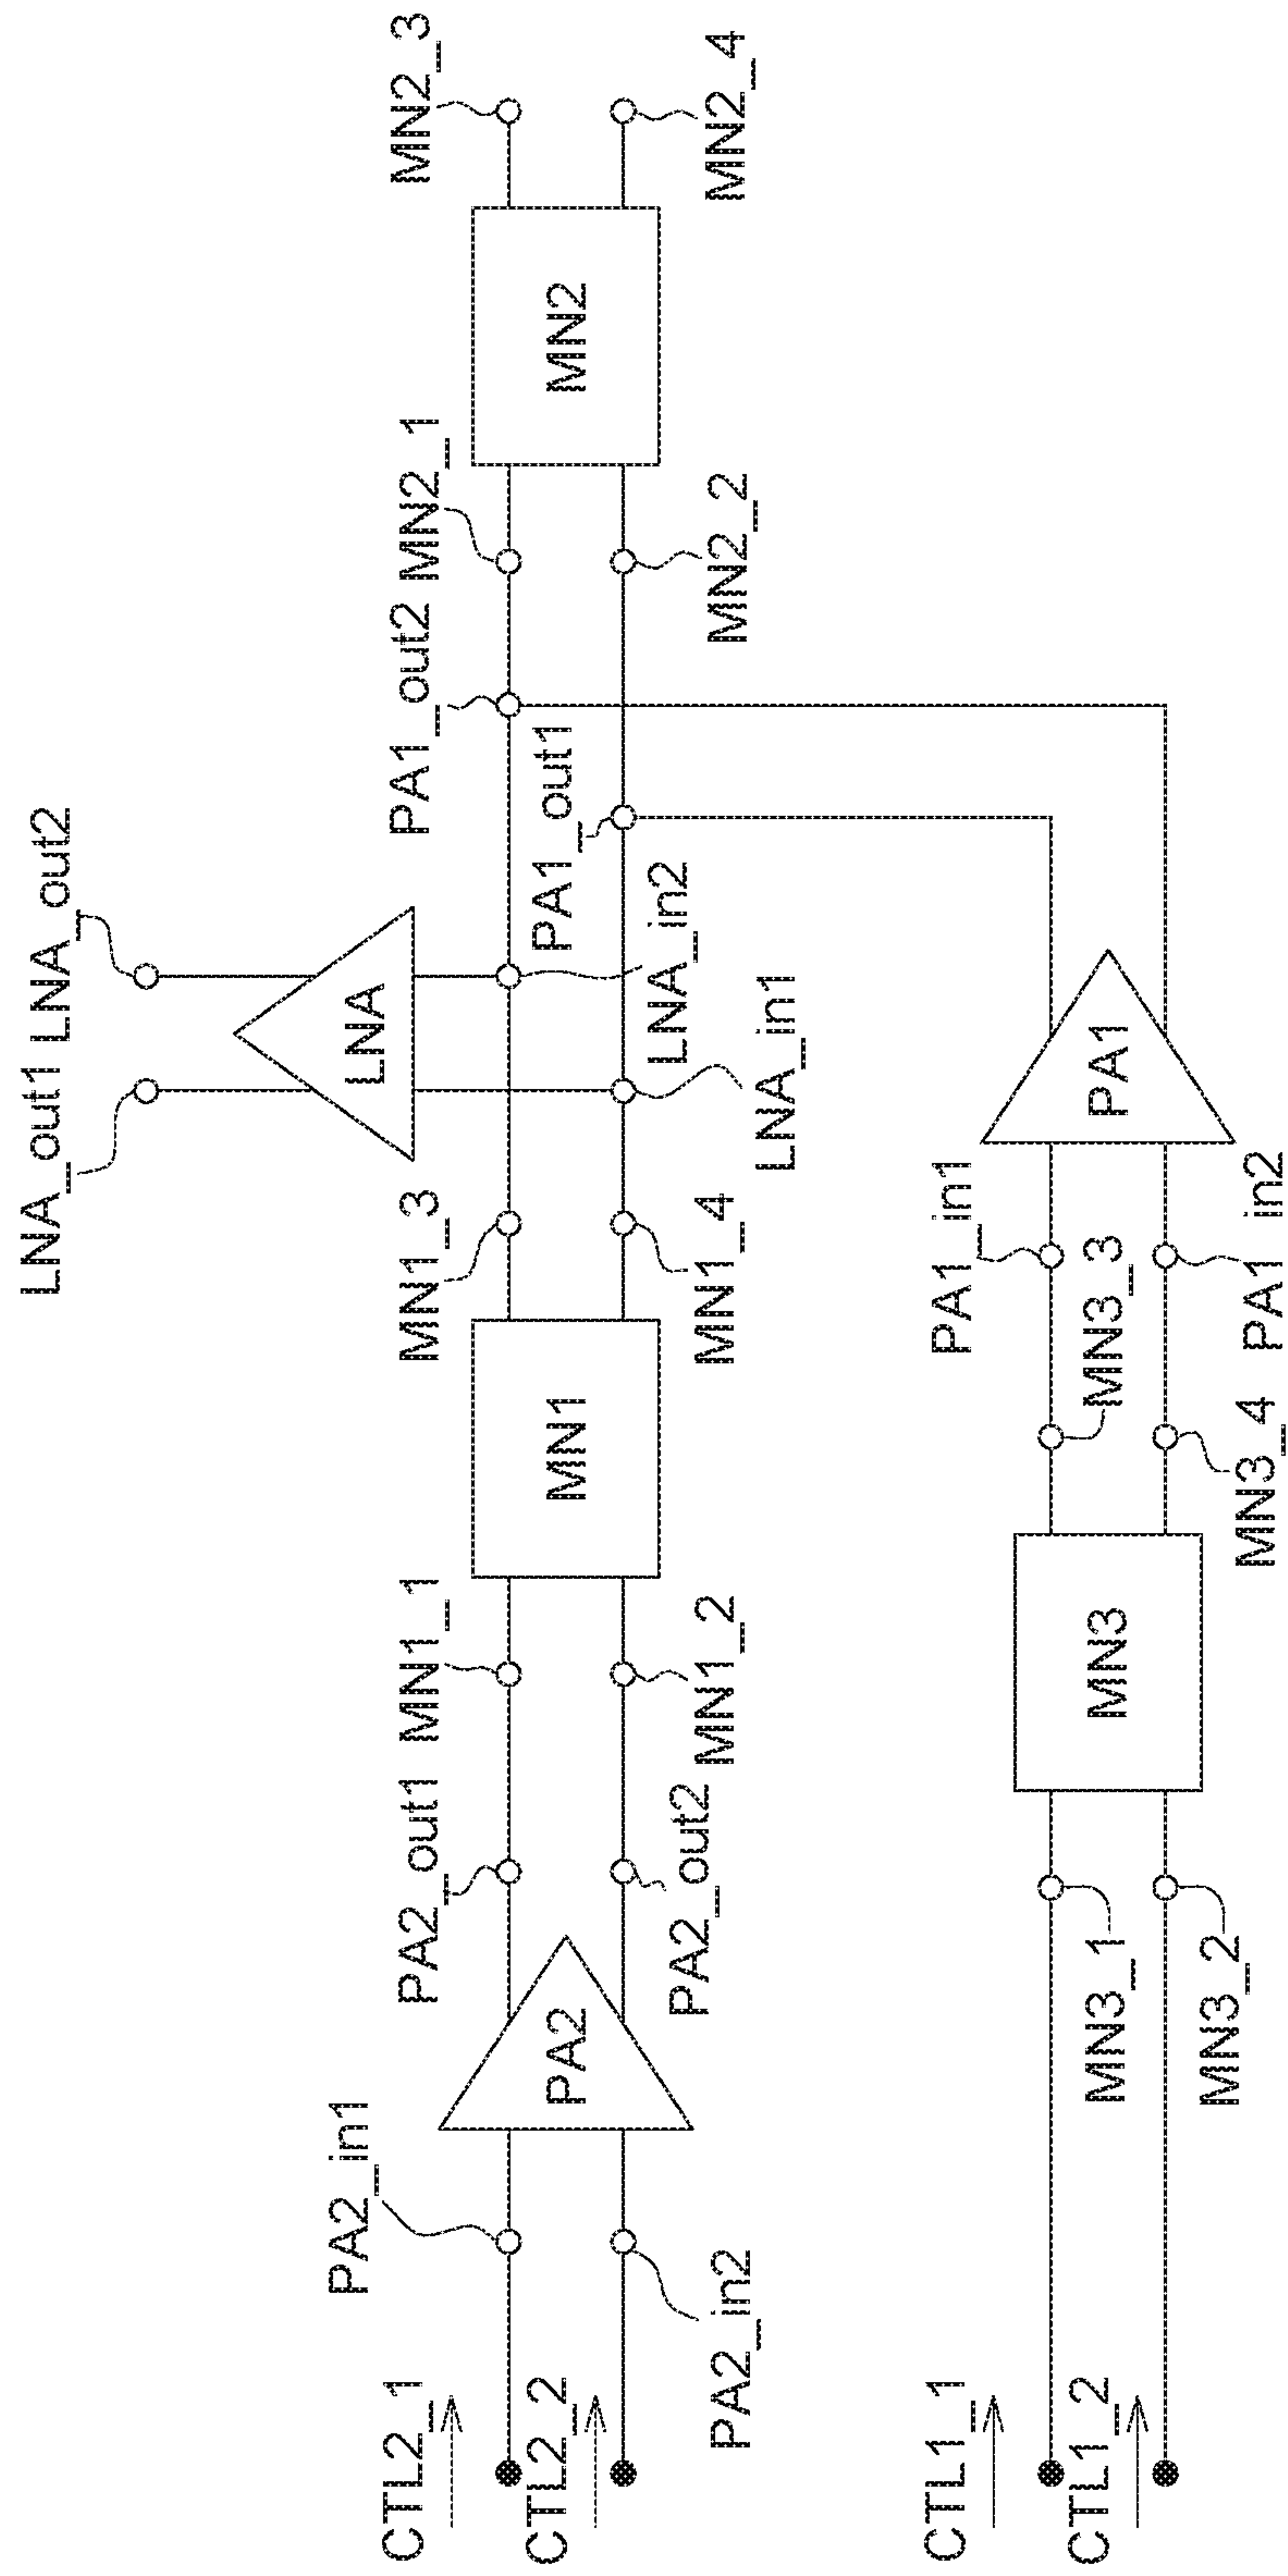 LNA_out1
LNA_out2
LNA
CTL2_1
PA2_in1
PA2_out1
MN1_1
MN1_3
PA1_out2
MN2_1
MN2_3
CTL2_2
PA2
MN1
PA1_out1
MN2
PA2_in2
PA2_out2
MN1_2
MN1_4
LNA_in1
LNA_in2
MN2_2
MN2_4
CTL1_1
PA1_in1
CTL1_2
MN3_1
MN3
MN3_3
PA1
MN3_2
MN3_4
PA1_in2